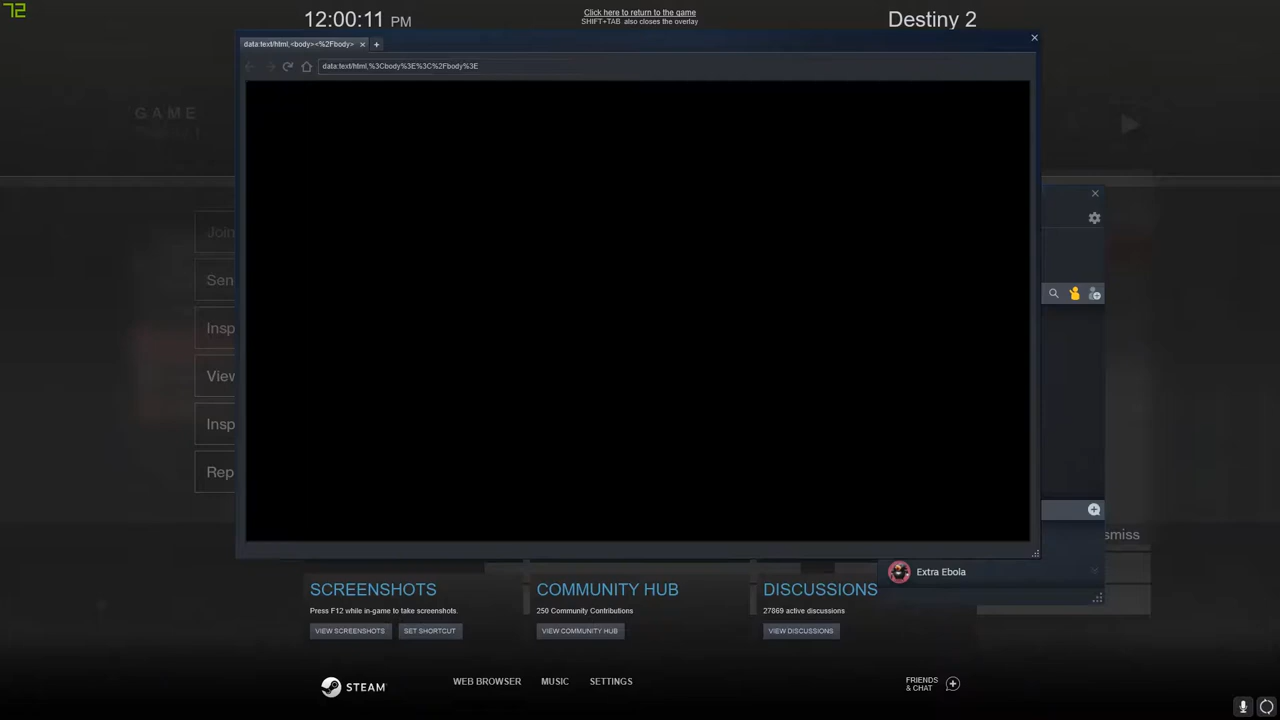 72
12:00:11 PM
Click here to return to the game
SHIFT+TAB also closes the overlay
Destiny 2
data:text/html,<body><%2Fbody>
data:text/html,%3Cbody%3E%3C%2Fbody%3E
GAME
Join
Sen
Insp
View
Insp
Rep
smiss
Extra Ebola
SCREENSHOTS
Press F12 while in-game to take screenshots.
VIEW SCREENSHOTS
SET SHORTCUT
COMMUNITY HUB
250 Community Contributions
VIEW COMMUNITY HUB
DISCUSSIONS
27869 active discussions
VIEW DISCUSSIONS
STEAM
WEB BROWSER
MUSIC
SETTINGS
FRIENDS
& CHAT